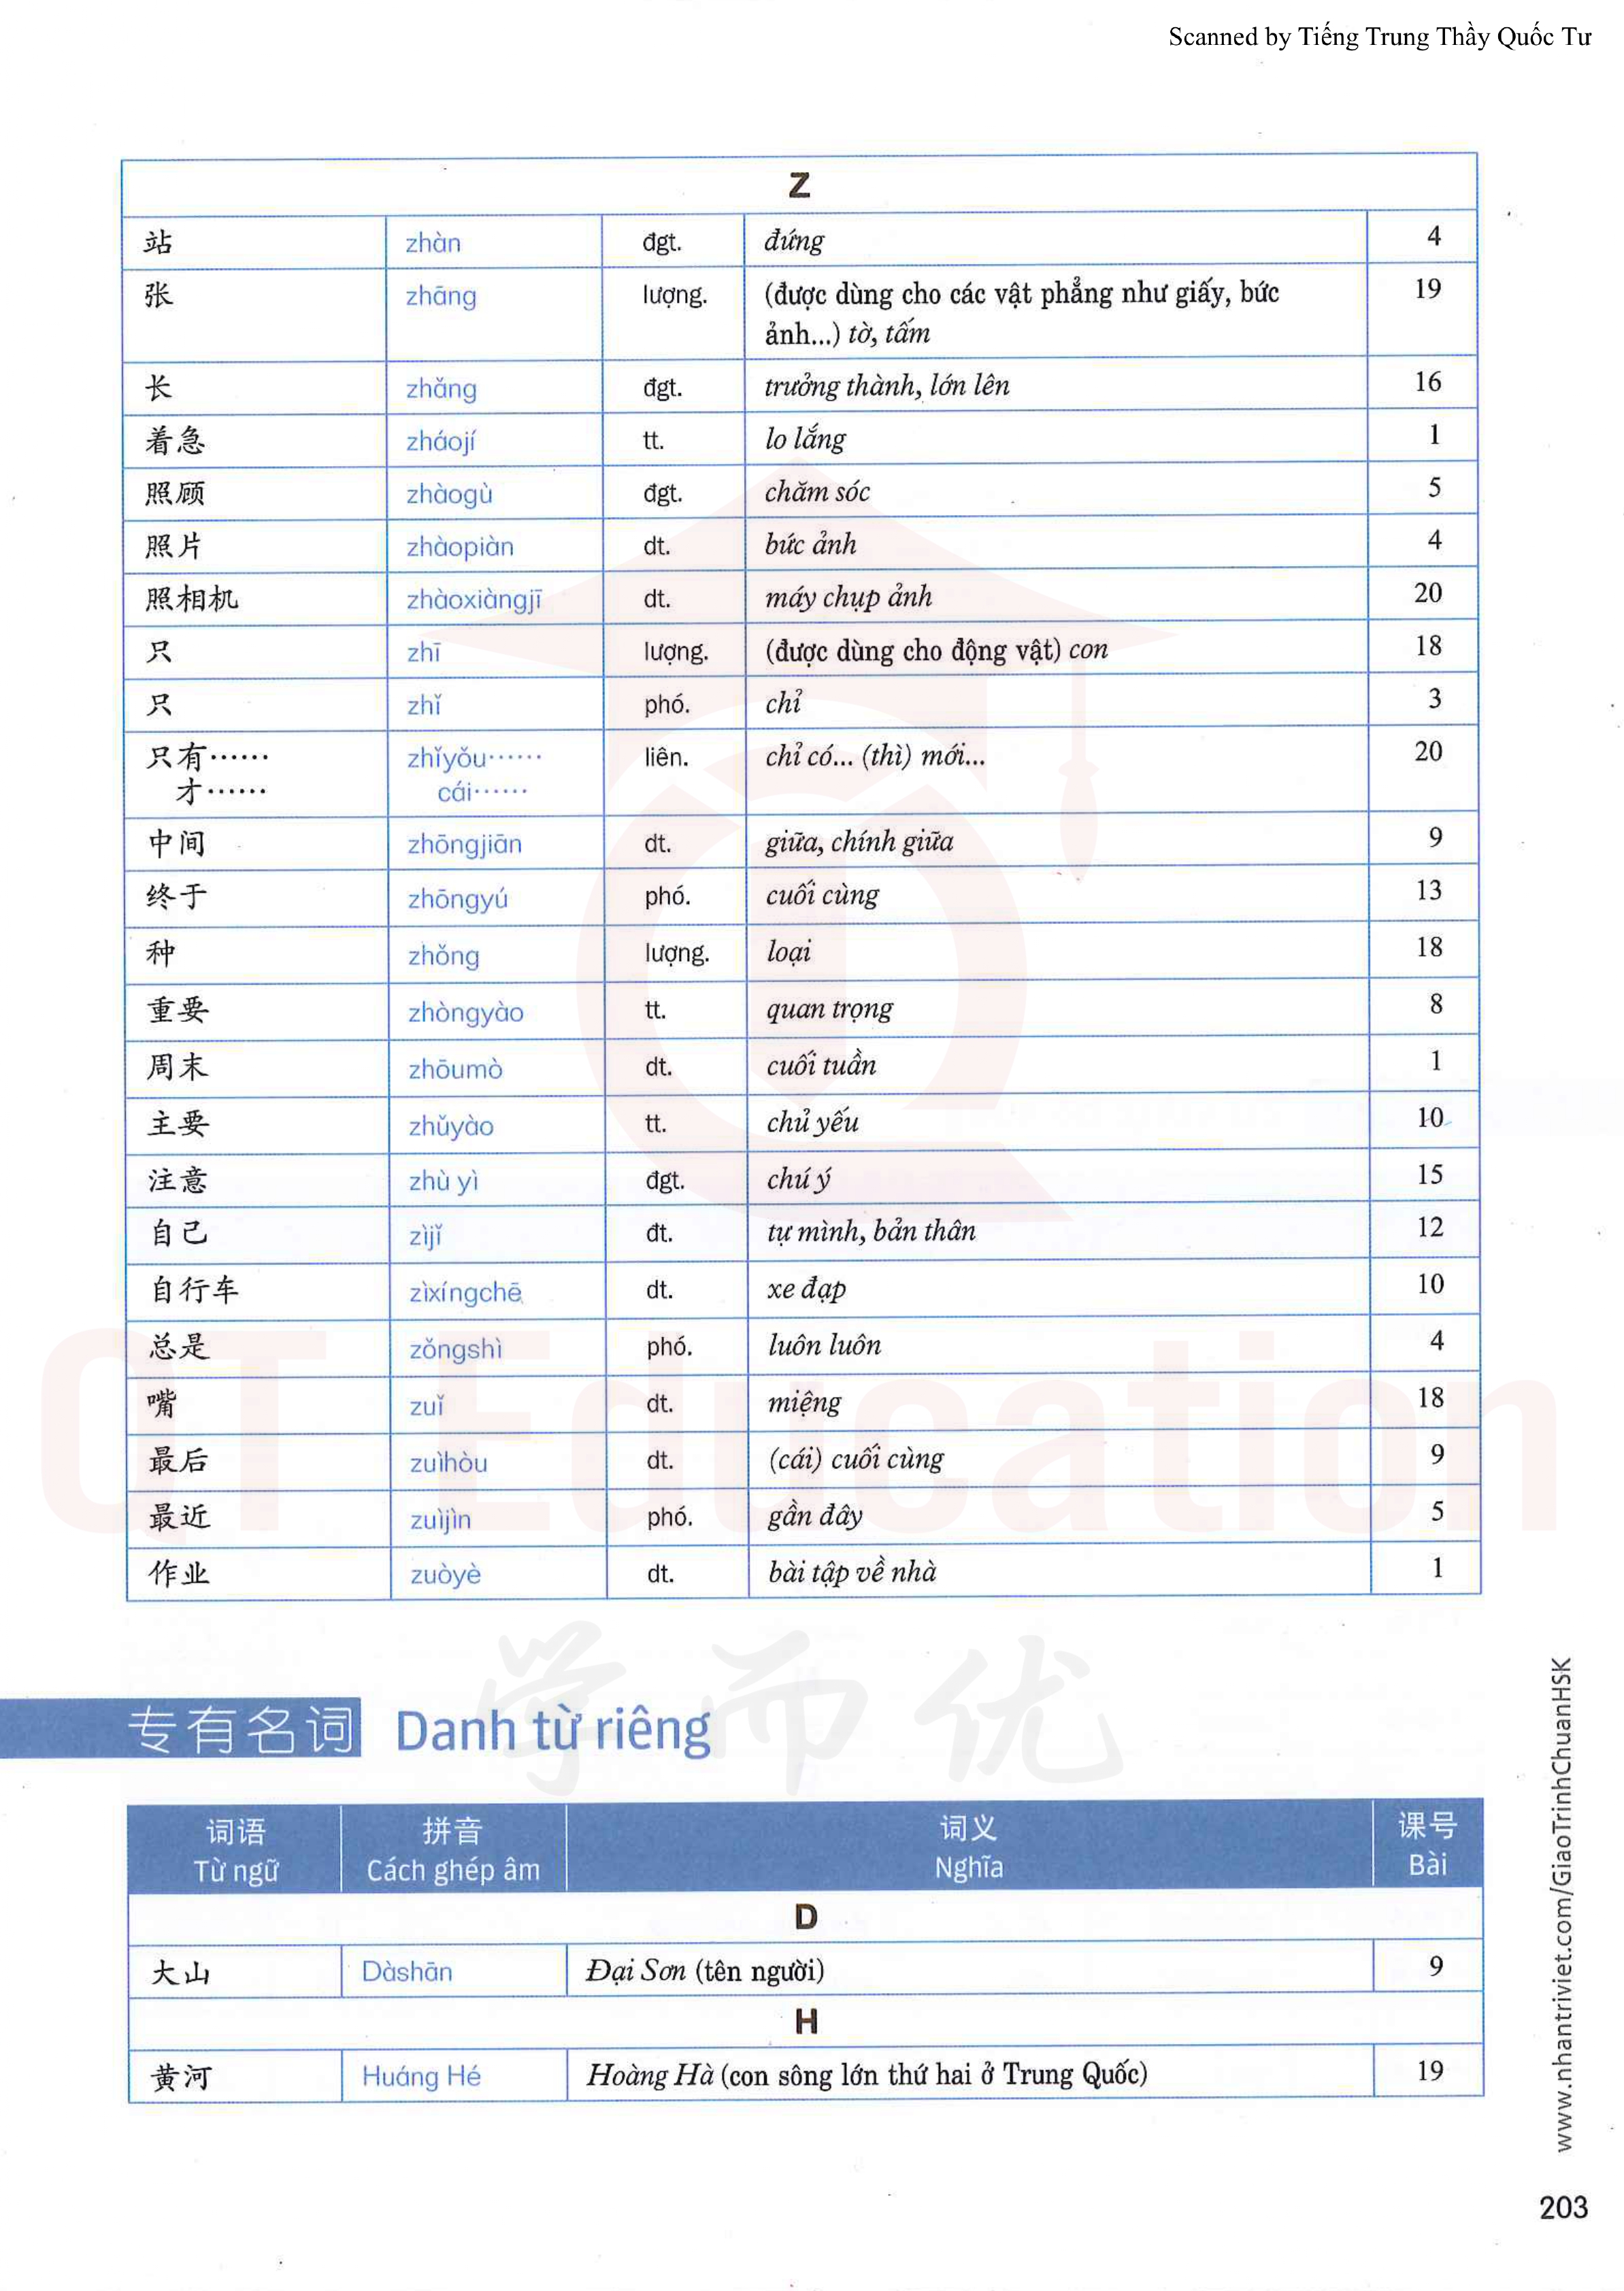 Scanned by Tiếng Trung Thầy Quốc Tư
Z
站 zhàn đgt. đứng 4
张 zhāng lượng. (được dùng cho các vật phẳng như giấy, bức 19
ảnh...) tờ, tấm
长 zhǎng đgt. trưởng thành, lớn lên 16
着急 zháojí tt. lo lắng 1
照顾 zhàogù đgt. chăm sóc 5
照片 zhàopiàn dt. bức ảnh 4
照相机 zhàoxiàngjī dt. máy chụp ảnh 20
只 zhī lượng. (được dùng cho động vật) con 18
只 zhǐ phó. chỉ 3
只有…… zhǐyǒu…… liên. chỉ có... (thì) mới... 20
才…… cái……
中间 zhōngjiān dt. giữa, chính giữa 9
终于 zhōngyú phó. cuối cùng 13
种 zhǒng lượng. loại 18
重要 zhòngyào tt. quan trọng 8
周末 zhōumò dt. cuối tuần 1
主要 zhǔyào tt. chủ yếu 10
注意 zhù yì đgt. chú ý 15
自己 zìjǐ đt. tự mình, bản thân 12
自行车 zìxíngchē dt. xe đạp 10
总是 zǒngshì phó. luôn luôn 4
嘴 zuǐ dt. miệng 18
最后 zuìhòu dt. (cái) cuối cùng 9
最近 zuìjìn phó. gần đây 5
作业 zuòyè dt. bài tập về nhà 1
QT Education
学而优
专有名词 Danh từ riêng
词语 拼音 词义 课号
Từ ngữ Cách ghép âm Nghĩa Bài
D
大山 Dàshān Đại Sơn (tên người) 9
H
黄河 Huáng Hé Hoàng Hà (con sông lớn thứ hai ở Trung Quốc) 19
www.nhantriviet.com/GiaoTrinhChuanHSK
203